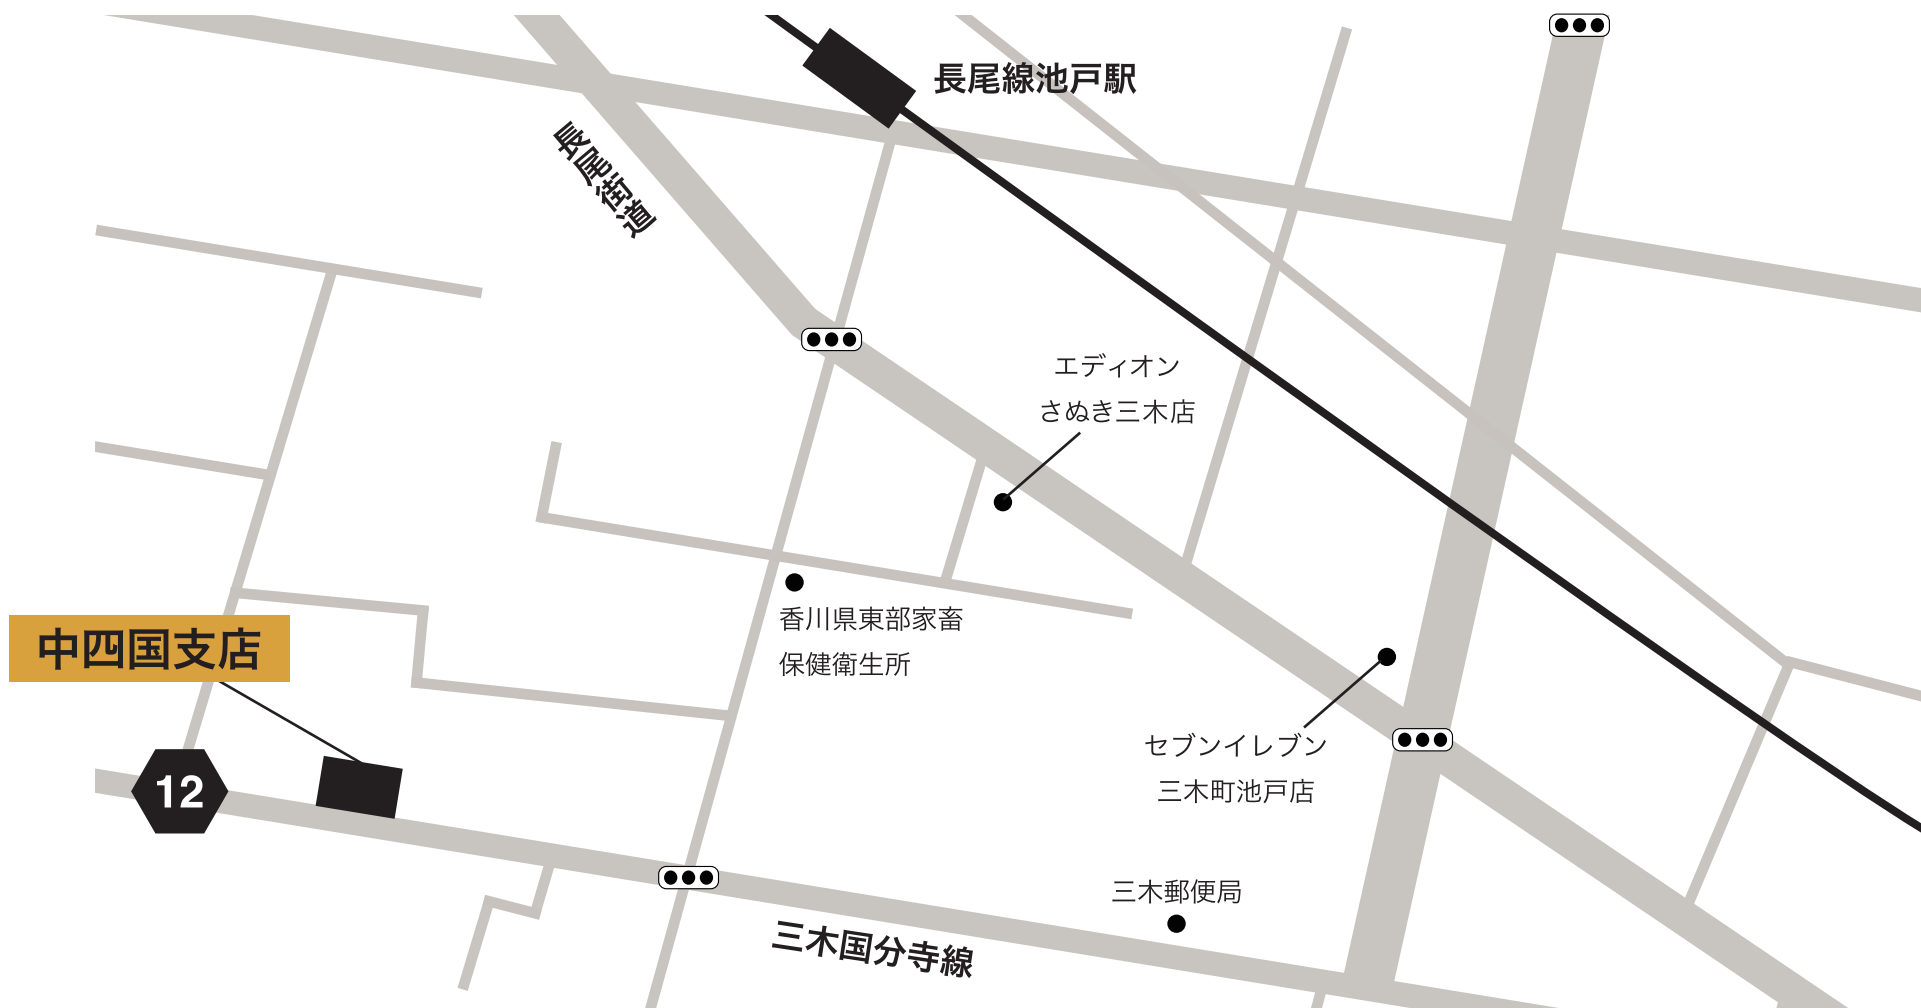 長尾線池戸駅
長尾街道
エディオン
さぬき三木店
香川県東部家畜
保健衛生所
中四国支店
セブンイレブン
三木町池戸店
12
三木郵便局
三木国分寺線